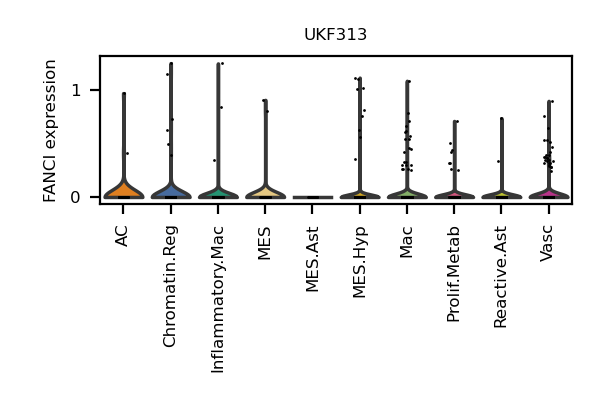 UKF313
FANCI expression
1
0
AC
Chromatin.Reg
Inflammatory.Mac
MES
MES.Ast
MES.Hyp
Mac
Prolif.Metab
Reactive.Ast
Vasc